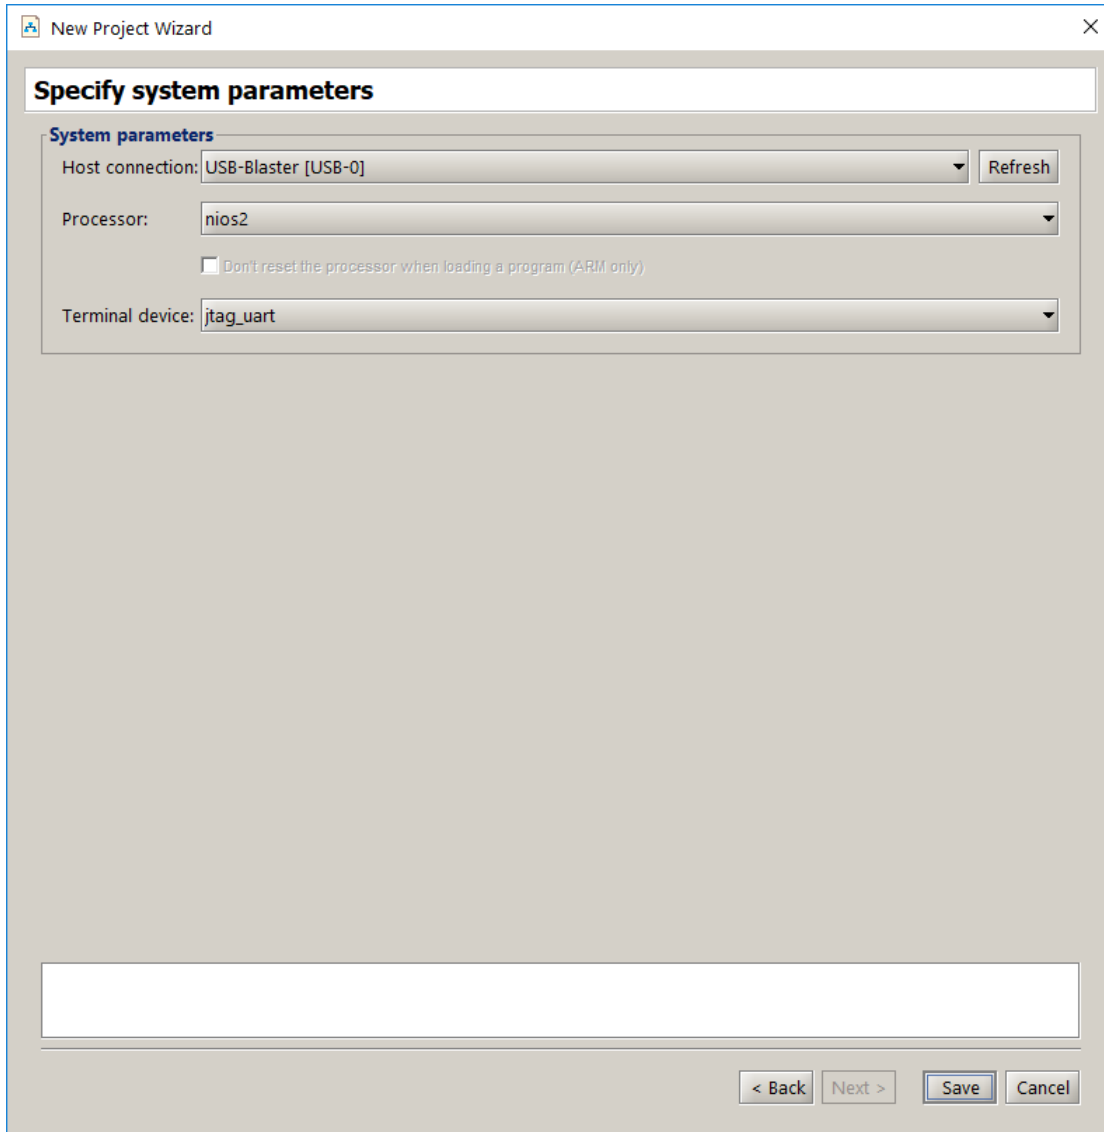 New Project Wizard
Specify system parameters
System parameters
Host connection: USB-Blaster [USB-0] Refresh
Processor: nios2
Don't reset the processor when loading a program (ARM only)
Terminal device: jtag_uart
< Back Next > Save Cancel